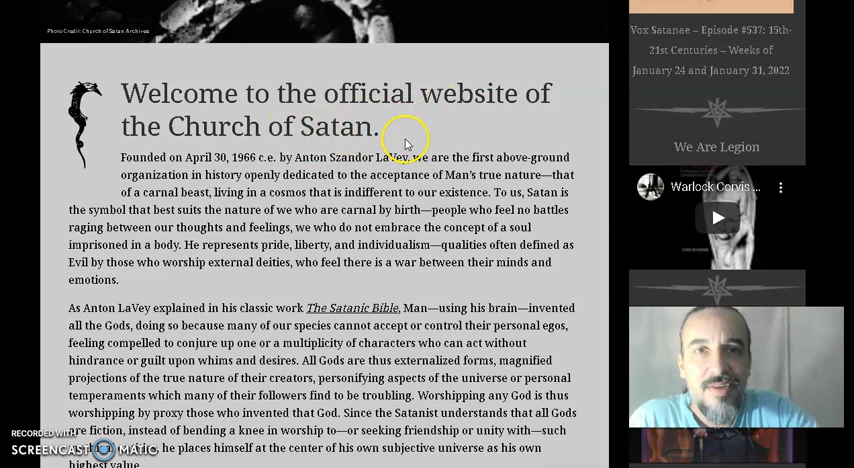 Photo Credit: Church of Satan Archives
Welcome to the official website of
the Church of Satan.
Founded on April 30, 1966 c.e. by Anton Szandor LaVey, we are the first above-ground
organization in history openly dedicated to the acceptance of Man's true nature—that
of a carnal beast, living in a cosmos that is indifferent to our existence. To us, Satan is
the symbol that best suits the nature of we who are carnal by birth—people who feel no battles
raging between our thoughts and feelings, we who do not embrace the concept of a soul
imprisoned in a body. He represents pride, liberty, and individualism—qualities often defined as
Evil by those who worship external deities, who feel there is a war between their minds and
emotions.
As Anton LaVey explained in his classic work The Satanic Bible, Man—using his brain—invented
all the Gods, doing so because many of our species cannot accept or control their personal egos,
feeling compelled to conjure up one or a multiplicity of characters who can act without
hindrance or guilt upon whims and desires. All Gods are thus externalized forms, magnified
projections of the true nature of their creators, personifying aspects of the universe or personal
temperaments which many of their followers find to be troubling. Worshipping any God is thus
worshipping by proxy those who invented that God. Since the Satanist understands that all Gods
are fiction, instead of bending a knee in worship to—or seeking friendship or unity with—such
he places himself at the center of his own subjective universe as his own
highest value.
Vox Satanae – Episode #537: 15th-
21st Centuries – Weeks of
January 24 and January 31, 2022
We Are Legion
Warlock Corvis ...
RECORDED WITH
SCREENCAST MATIC